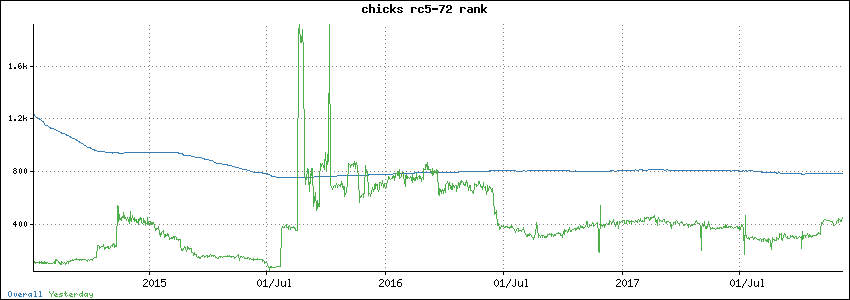 chicks rc5-72 rank
1.6k
1.2k
800
400
2015 01/Jul 2016 01/Jul 2017 01/Jul
Overall Yesterday